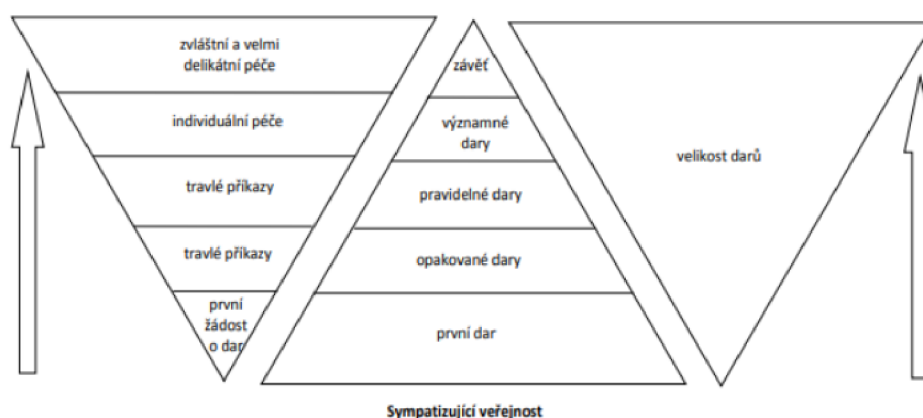 zvláštní a velmi
delikátní péče
individuální péče
travlé příkazy
travlé příkazy
první
žádost
o dar
závěť
významné
dary
pravidelné dary
opakované dary
první dar
velikost darů
Sympatizující veřejnost